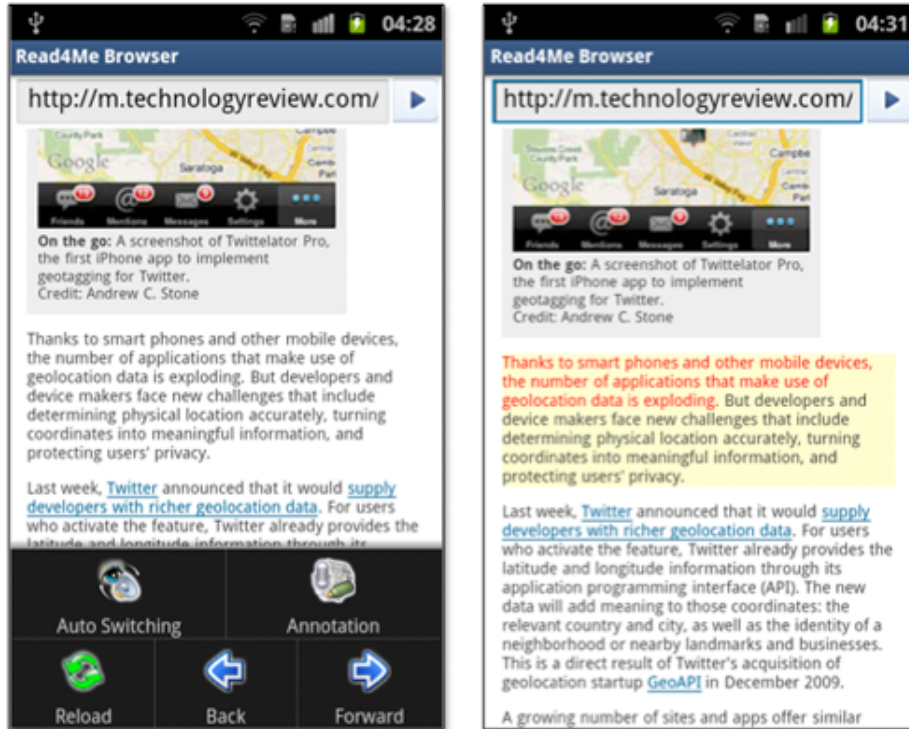 04:28
Read4Me Browser
http://m.technologyreview.com/
County Park
Google
Saratoga
Friends
Mentions
Messages
Settings
More
On the go: A screenshot of Twittelator Pro,
the first iPhone app to implement
geotagging for Twitter.
Credit: Andrew C. Stone
Thanks to smart phones and other mobile devices,
the number of applications that make use of
geolocation data is exploding. But developers and
device makers face new challenges that include
determining physical location accurately, turning
coordinates into meaningful information, and
protecting users' privacy.
Last week, Twitter announced that it would supply
developers with richer geolocation data. For users
who activate the feature, Twitter already provides the
latitude and longitude information through its
Auto Switching
Annotation
Reload
Back
Forward
04:31
Read4Me Browser
http://m.technologyreview.com/
Stevens Creek
County Park
Campbe
Google
Saratoga
Friends
Mentions
Messages
Settings
More
On the go: A screenshot of Twittelator Pro,
the first iPhone app to implement
geotagging for Twitter.
Credit: Andrew C. Stone
Thanks to smart phones and other mobile devices,
the number of applications that make use of
geolocation data is exploding. But developers and
device makers face new challenges that include
determining physical location accurately, turning
coordinates into meaningful information, and
protecting users' privacy.
Last week, Twitter announced that it would supply
developers with richer geolocation data. For users
who activate the feature, Twitter already provides the
latitude and longitude information through its
application programming interface (API). The new
data will add meaning to those coordinates: the
relevant country and city, as well as the identity of a
neighborhood or nearby landmarks and businesses.
This is a direct result of Twitter's acquisition of
geolocation startup GeoAPI in December 2009.
A growing number of sites and apps offer similar